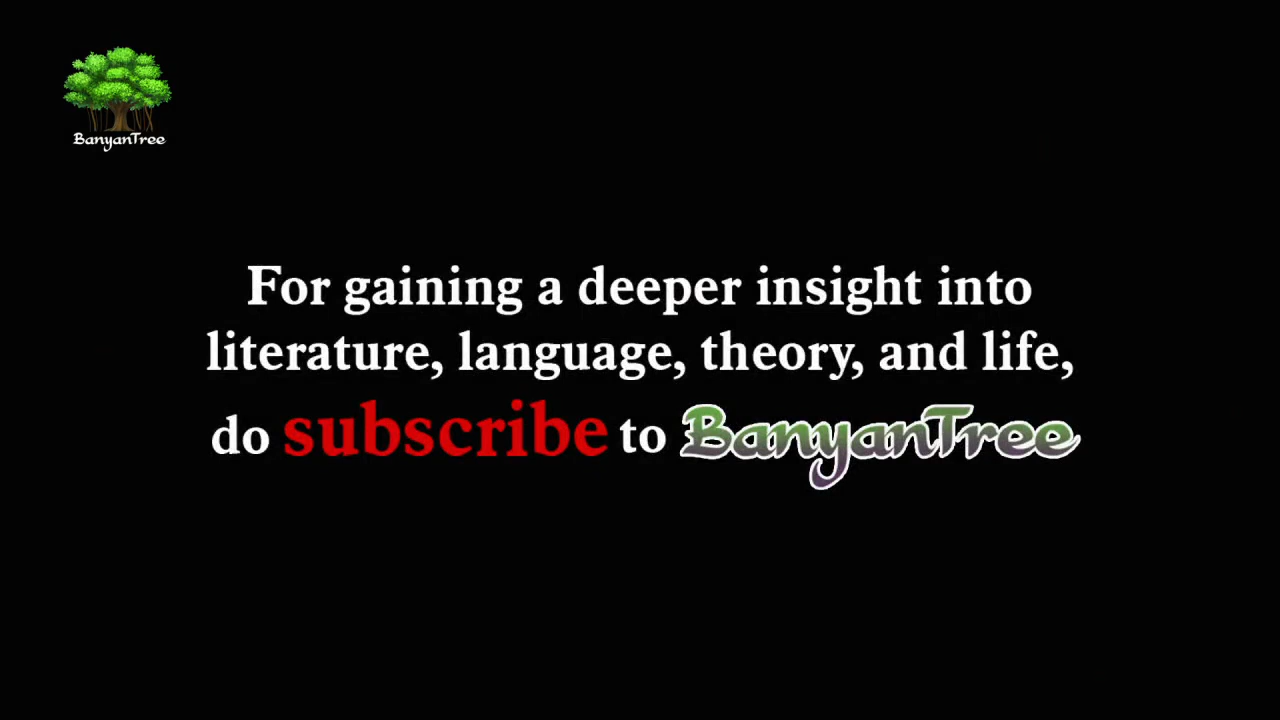 BanyanTree
For gaining a deeper insight into
literature, language, theory, and life,
do subscribe to BanyanTree